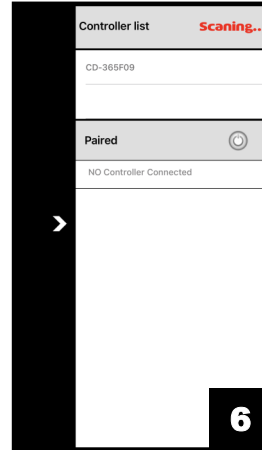 Controller list Scaning..
CD-365F09
Paired
NO Controller Connected
6